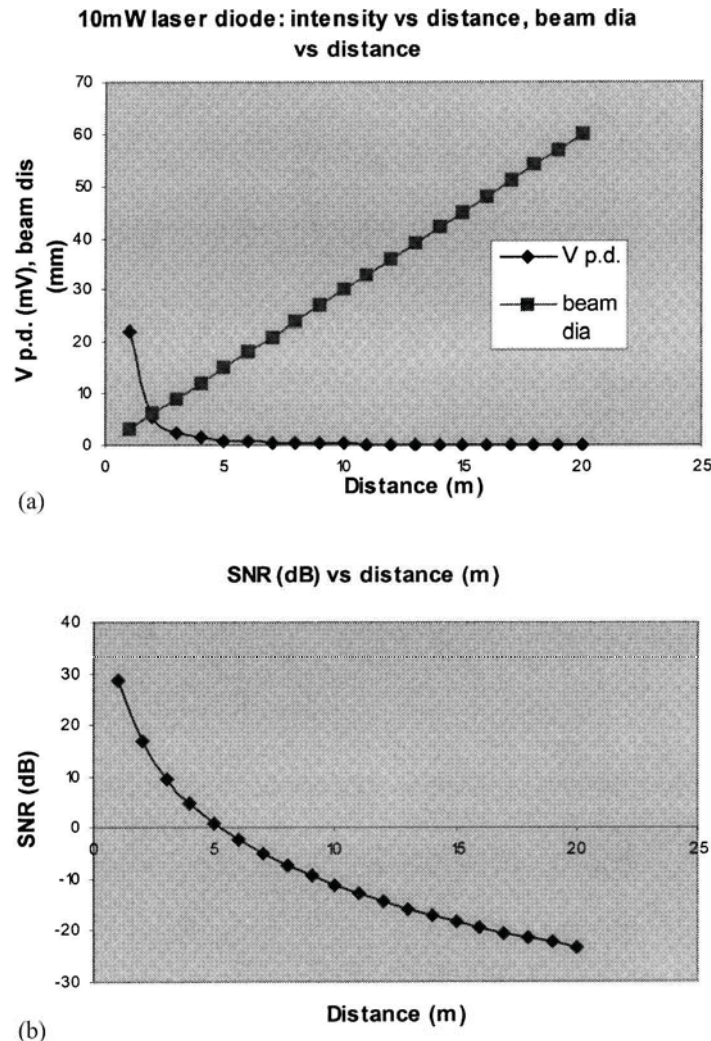 10mW laser diode: intensity vs distance, beam dia
vs distance
V p.d. (mV), beam dis
(mm)
70
60
50
40
30
20
10
0
V p.d.
beam
dia
0 5 10 15 20 25
Distance (m)
(a)
SNR (dB) vs distance (m)
SNR (dB)
40
30
20
10
0
-10
-20
-30
0 5 10 15 20 25
Distance (m)
(b)